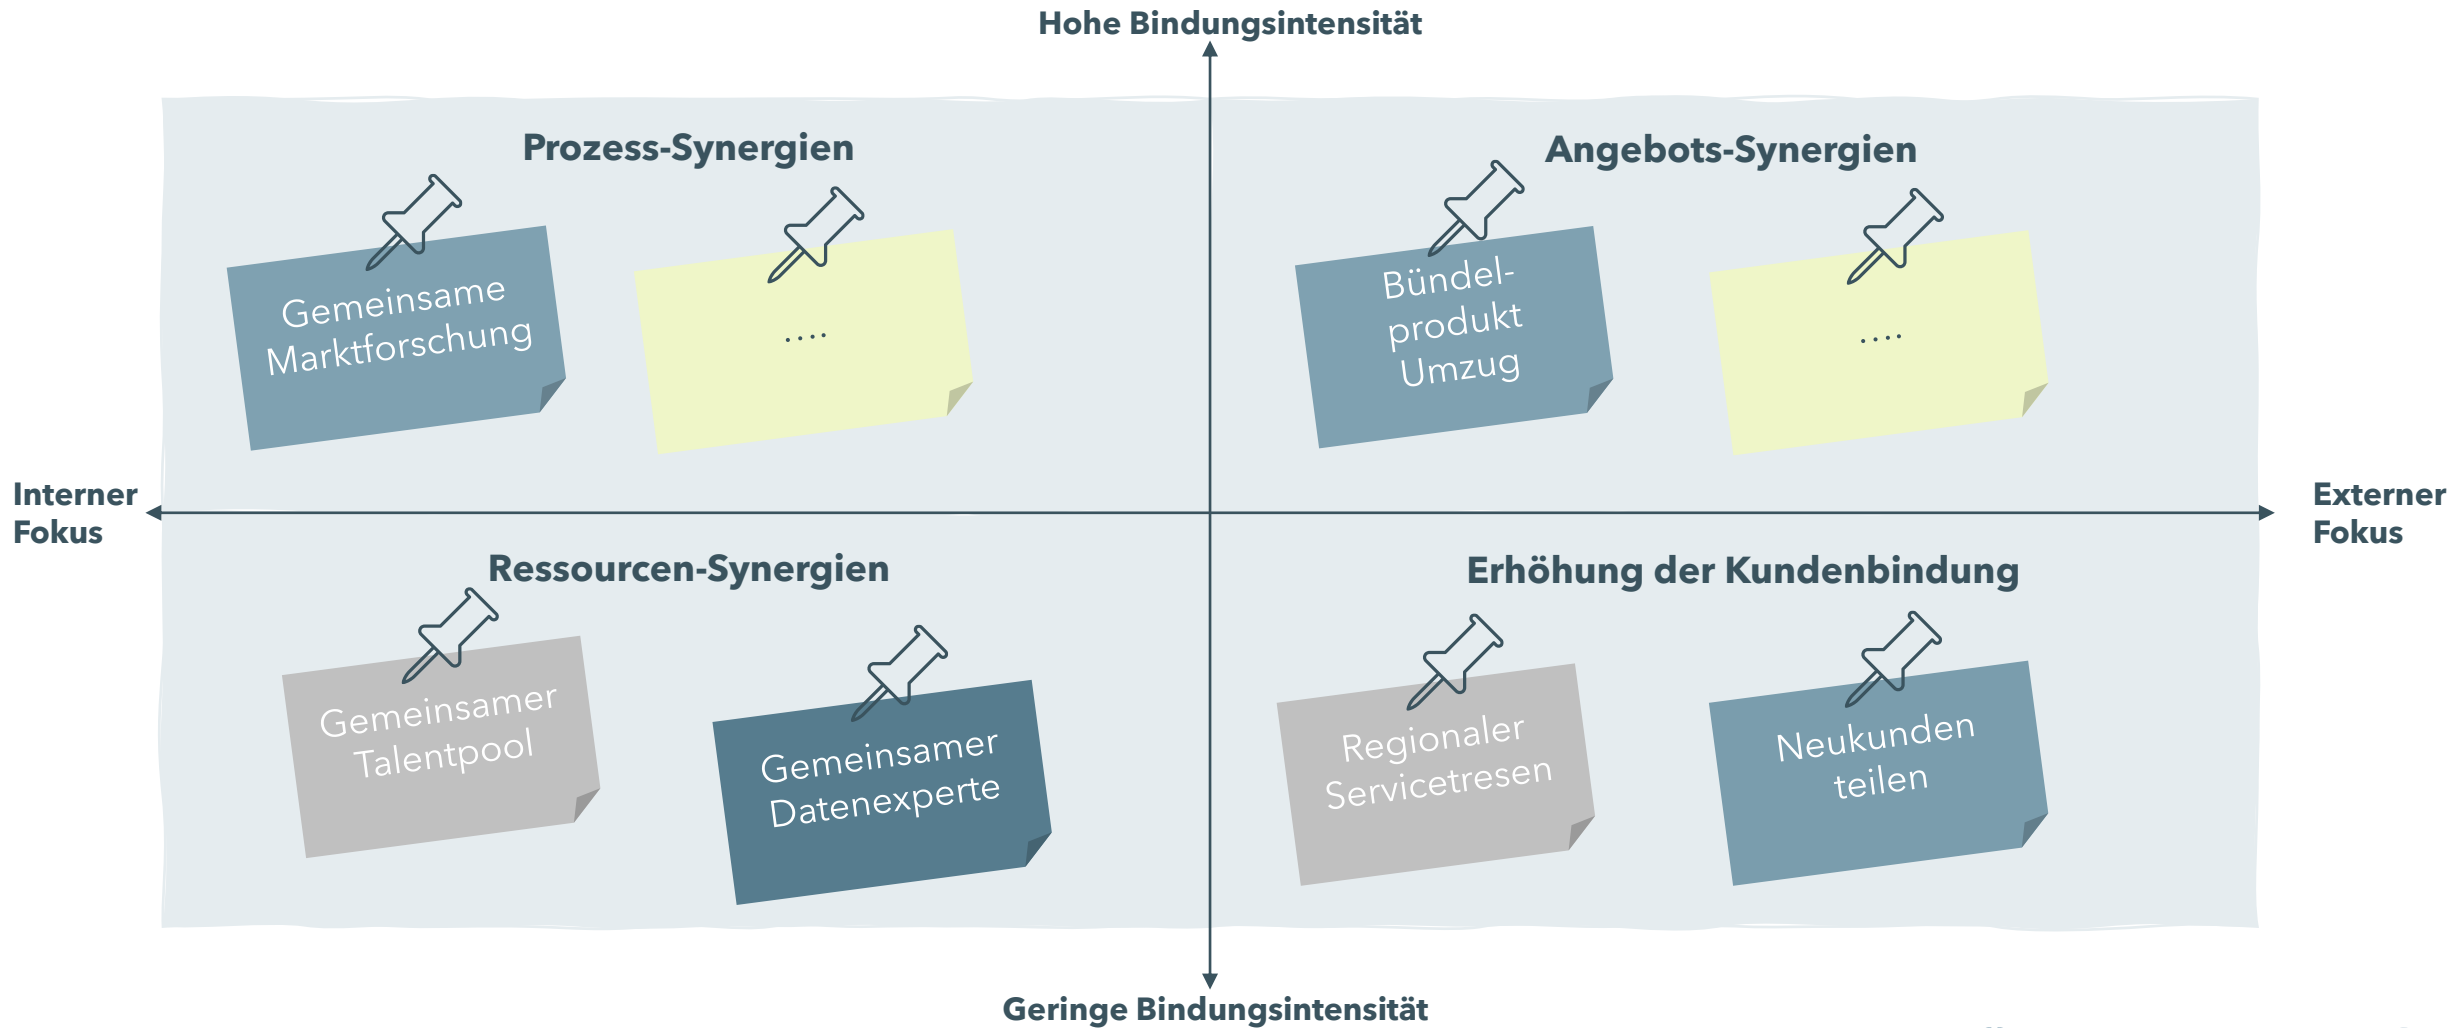 Hohe Bindungsintensität
Prozess-Synergien
Gemeinsame
Marktforschung
....
Angebots-Synergien
Bündel-
produkt
Umzug
....
Interner
Fokus
Externer
Fokus
Ressourcen-Synergien
Gemeinsamer
Talentpool
Gemeinsamer
Datenexperte
Erhöhung der Kundenbindung
Regionaler
Servicetresen
Neukunden
teilen
Geringe Bindungsintensität